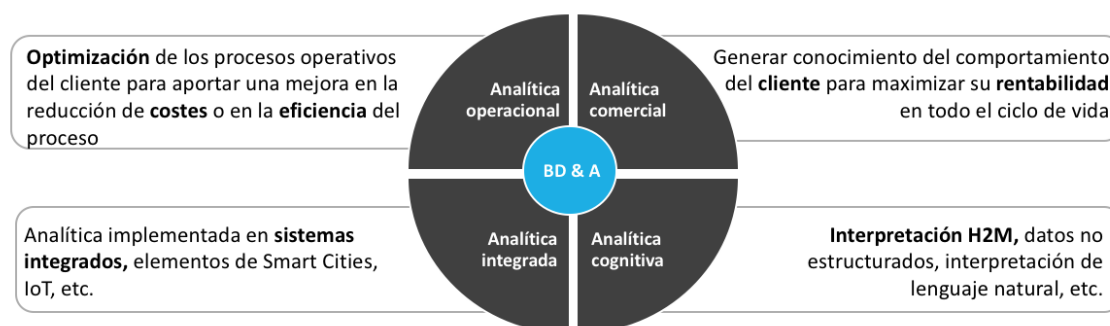 Optimización de los procesos operativos
del cliente para aportar una mejora en la
reducción de costes o en la eficiencia del
proceso
Analítica
operacional
Analítica
comercial
Generar conocimiento del comportamiento
del cliente para maximizar su rentabilidad
en todo el ciclo de vida
BD & A
Analítica implementada en sistemas
integrados, elementos de Smart Cities,
IoT, etc.
Analítica
integrada
Analítica
cognitiva
Interpretación H2M, datos no
estructurados, interpretación de
lenguaje natural, etc.